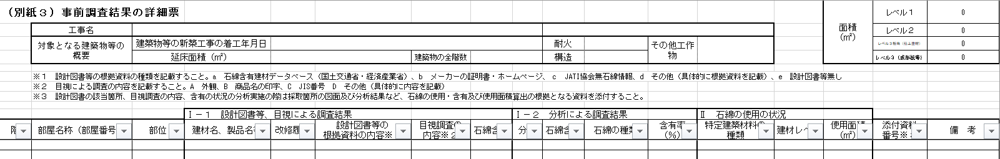 （別紙３）事前調査結果の詳細票
面積
（㎡）
レベル１ 0
レベル２ 0
レベル３相当（仕上塗材） 0
レベル３（成形板等） 0
工事名
対象となる建築物等の
概要
建築物等の新築工事の着工年月日
耐火
その他工作
物
延床面積（㎡）
建築物の全階数
構造
※１　設計図書等の根拠資料の種類を記載すること。a　石綿含有建材データベース（国土交通省・経済産業省）、b　メーカーの証明書・ホームページ、c　JATI協会無石綿情報、d　その他（具体的に根拠資料を記載）、e　設計図書等無し
※２　目視による調査の内容を記載すること。A　外観、B　商品名の印字、C　JIS番号　D　その他（具体的に内容を記載）
※３　設計図書の該当箇所、目視調査の内容、含有の状況の分析実施の際は採取箇所の図面及び分析結果など、石綿の使用・含有及び使用面積算出の根拠となる資料を添付すること。
Ⅰ－１　設計図書等、目視による調査結果
Ⅰ－２　分析による調査結果
Ⅱ　石綿の使用の状況
階
部屋名称（部屋番号
部位
建材名、製品名
改修履
設計図書等の
根拠資料の内容※
目視調査の
内容※２
石綿含
分
石綿含
石綿の種類
含有率
（%）
特定建築材料の
種類
建材レベ
使用面積
（㎡）
添付資料
番号※
備　考